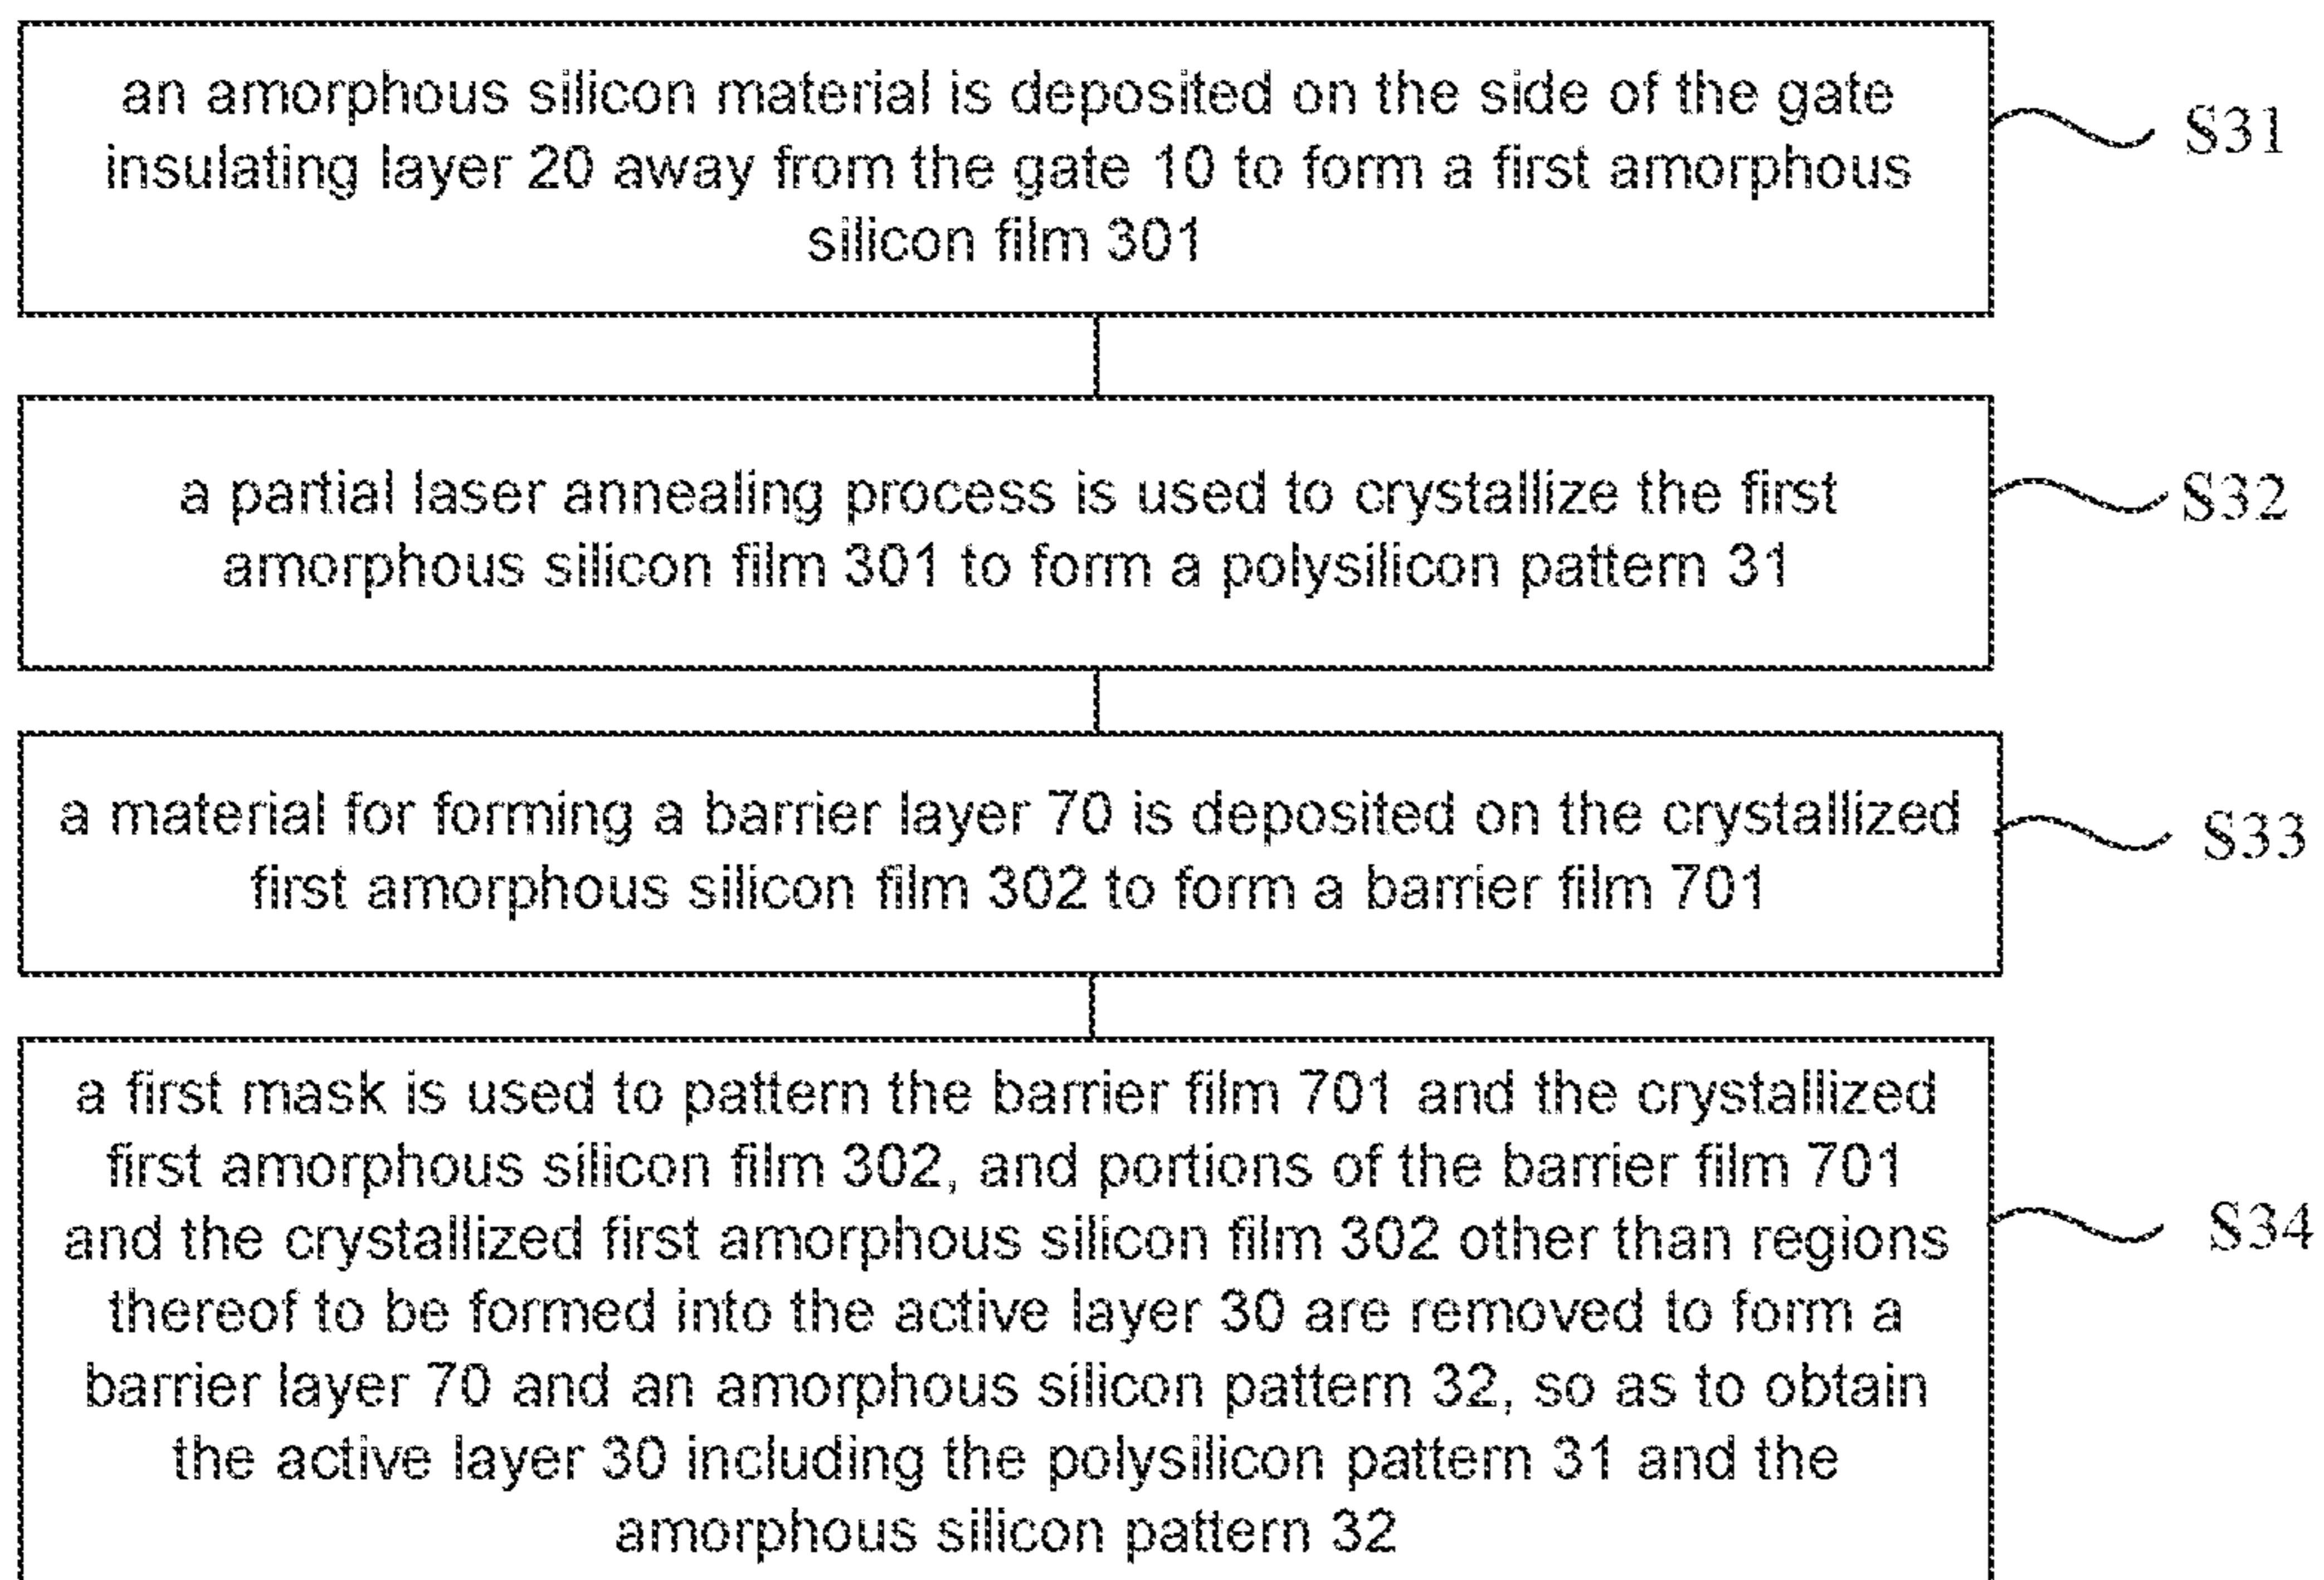 an amorphous silicon material is deposited on the side of the gate
insulating layer 20 away from the gate 10 to form a first amorphous
silicon film 301
S31
a partial laser annealing process is used to crystallize the first
amorphous silicon film 301 to form a polysilicon pattern 31
S32
a material for forming a barrier layer 70 is deposited on the crystallized
first amorphous silicon film 302 to form a barrier film 701
S33
a first mask is used to pattern the barrier film 701 and the crystallized
first amorphous silicon film 302, and portions of the barrier film 701
and the crystallized first amorphous silicon film 302 other than regions
thereof to be formed into the active layer 30 are removed to form a
barrier layer 70 and an amorphous silicon pattern 32, so as to obtain
the active layer 30 including the polysilicon pattern 31 and the
amorphous silicon pattern 32
S34